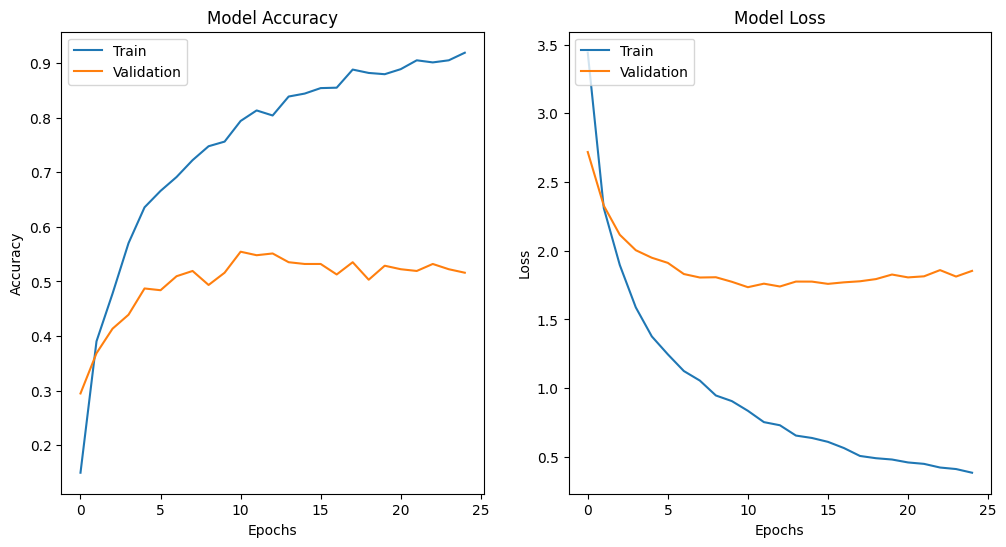 Model Accuracy
Train
Validation
0.9
0.8
0.7
0.6
0.5
0.4
0.3
0.2
Accuracy
0 5 10 15 20 25
Epochs
Model Loss
Train
Validation
3.5
3.0
2.5
2.0
1.5
1.0
0.5
Loss
0 5 10 15 20 25
Epochs